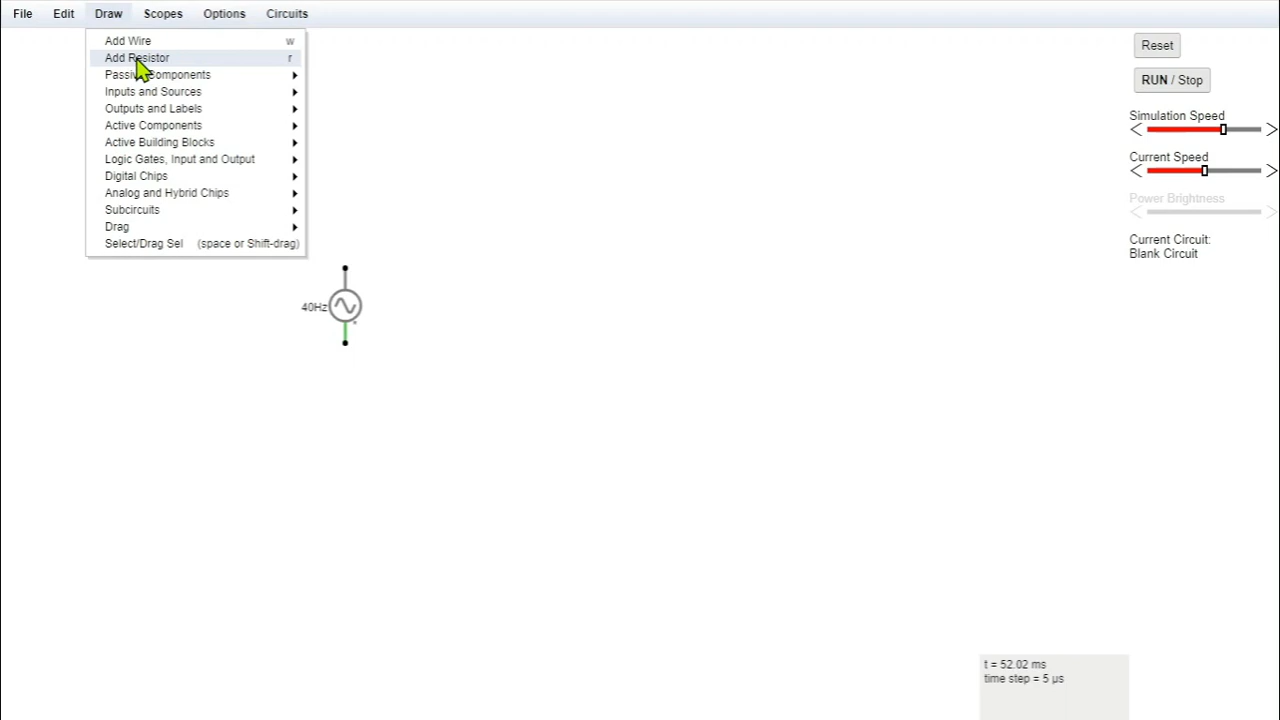 File Edit Draw Scopes Options Circuits
Add Wire w
Add Resistor r
Passive Components
Inputs and Sources
Outputs and Labels
Active Components
Active Building Blocks
Logic Gates, Input and Output
Digital Chips
Analog and Hybrid Chips
Subcircuits
Drag
Select/Drag Sel (space or Shift-drag)
40Hz
Reset
RUN / Stop
Simulation Speed
Current Speed
Power Brightness
Current Circuit:
Blank Circuit
t = 52.02 ms
time step = 5 μs